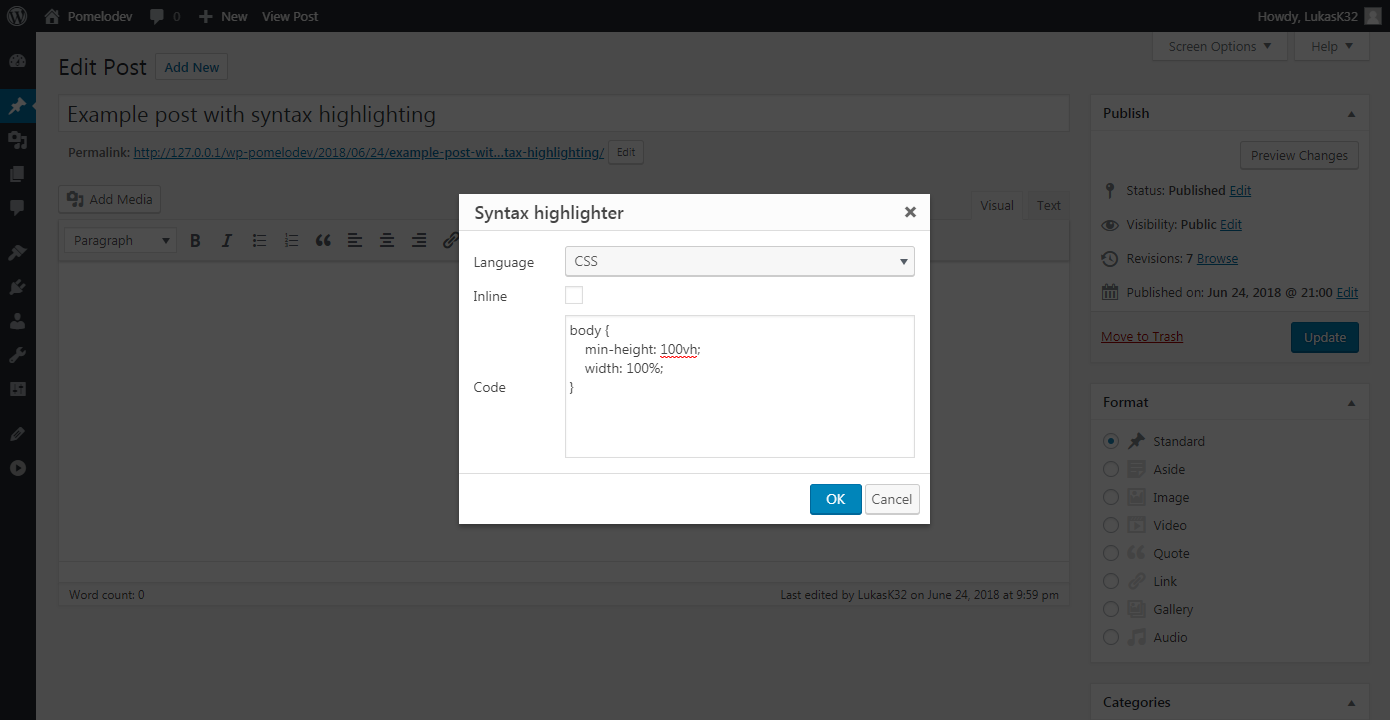 Pomelodev 0 New View Post Howdy, LukasK32
Screen Options Help
Edit Post Add New
Example post with syntax highlighting
Permalink: http://127.0.0.1/wp-pomelodev/2018/06/24/example-post-wit...tax-highlighting/ Edit
Add Media Visual Text
Paragraph B I
Syntax highlighter
Language CSS
Inline
Code
body {
min-height: 100vh;
width: 100%;
}
OK Cancel
Word count: 0 Last edited by LukasK32 on June 24, 2018 at 9:59 pm
Publish
Preview Changes
Status: Published Edit
Visibility: Public Edit
Revisions: 7 Browse
Published on: Jun 24, 2018 @ 21:00 Edit
Move to Trash Update
Format
Standard
Aside
Image
Video
Quote
Link
Gallery
Audio
Categories